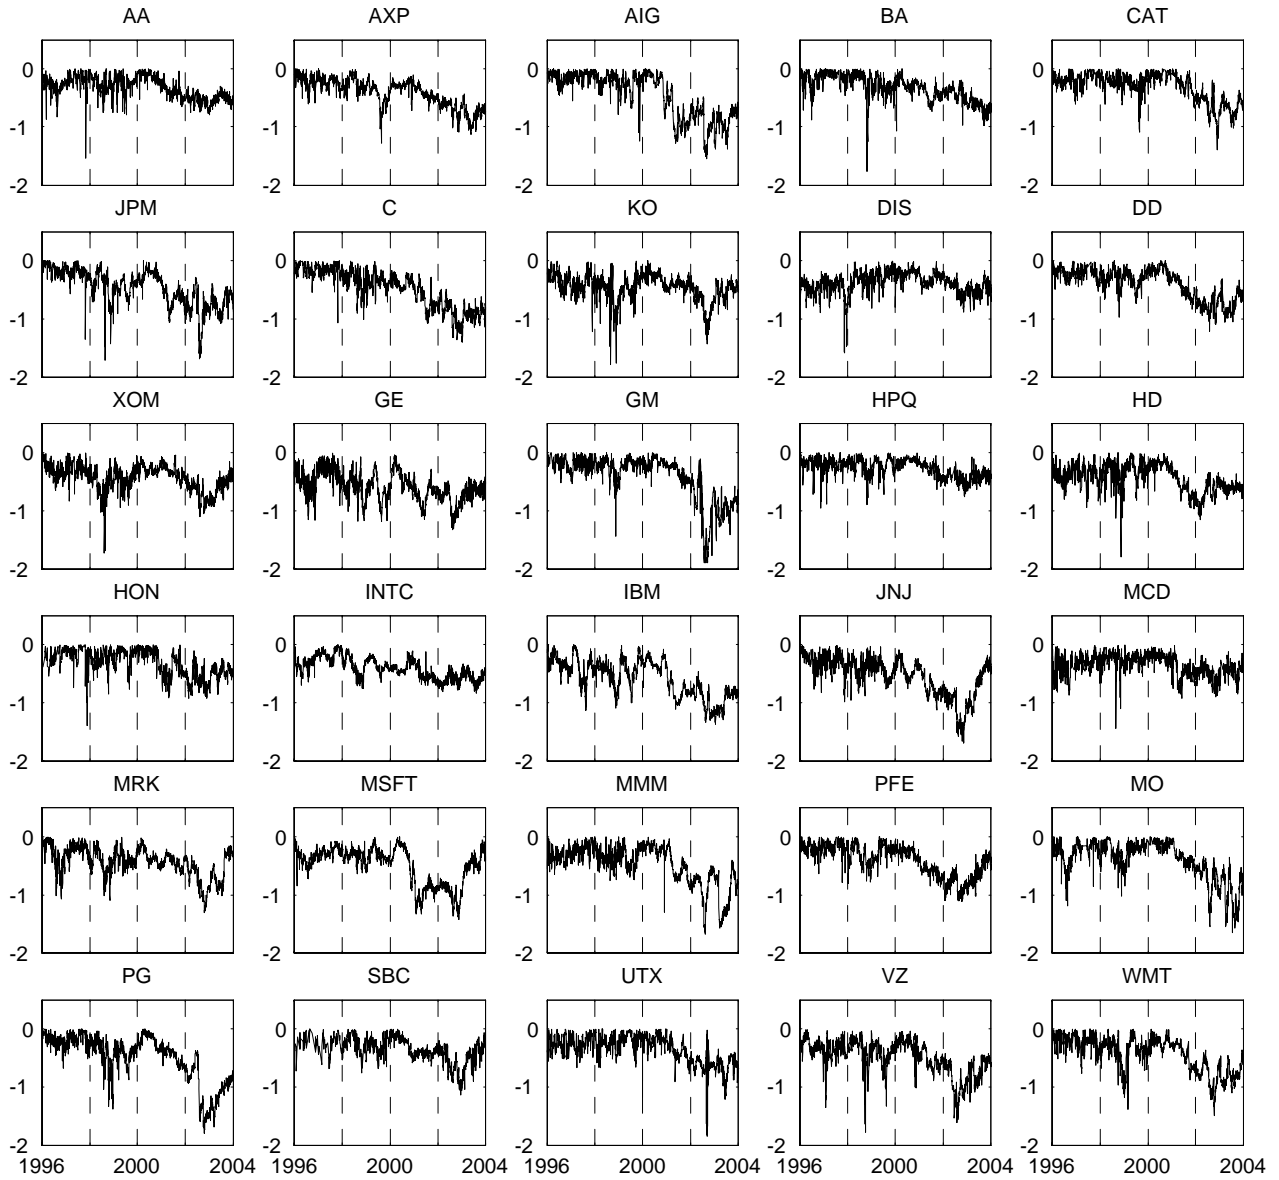 AA AXP AIG BA CAT
0 0 0 0 0
-1 -1 -1 -1 -1
-2 -2 -2 -2 -2
JPM C KO DIS DD
0 0 0 0 0
-1 -1 -1 -1 -1
-2 -2 -2 -2 -2
XOM GE GM HPQ HD
0 0 0 0 0
-1 -1 -1 -1 -1
-2 -2 -2 -2 -2
HON INTC IBM JNJ MCD
0 0 0 0 0
-1 -1 -1 -1 -1
-2 -2 -2 -2 -2
MRK MSFT MMM PFE MO
0 0 0 0 0
-1 -1 -1 -1 -1
-2 -2 -2 -2 -2
PG SBC UTX VZ WMT
0 0 0 0 0
-1 -1 -1 -1 -1
-2 -2 -2 -2 -2
1996 2000 2004 1996 2000 2004 1996 2000 2004 1996 2000 2004 1996 2000 2004